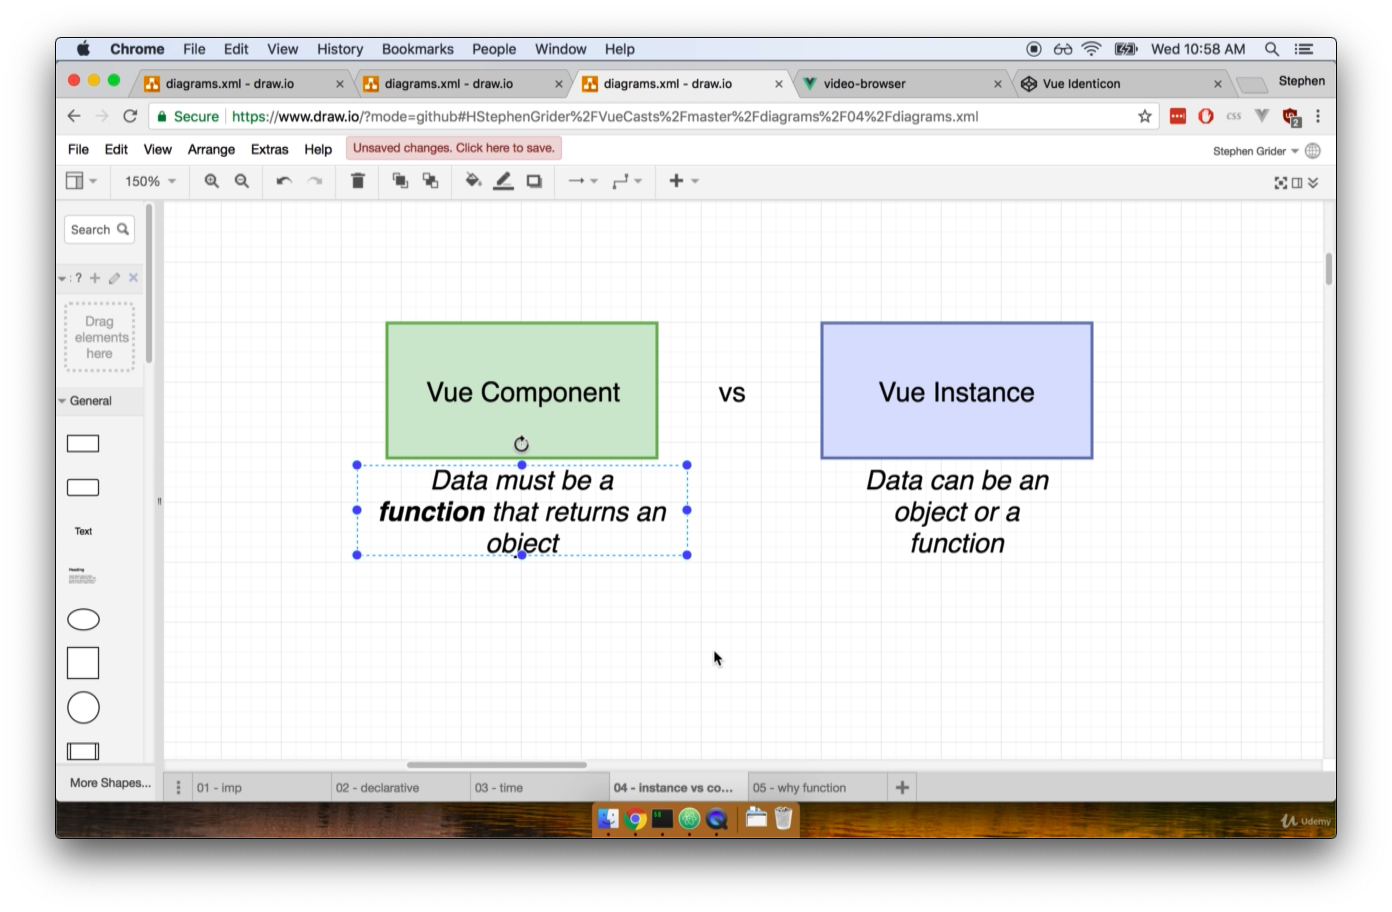 Chrome File Edit View History Bookmarks People Window Help Wed 10:58 AM
diagrams.xml - draw.io diagrams.xml - draw.io diagrams.xml - draw.io video-browser Vue Identicon Stephen
Secure https://www.draw.io/?mode=github#HStephenGrider%2FVueCasts%2Fmaster%2Fdiagrams%2F04%2Fdiagrams.xml css 2
File Edit View Arrange Extras Help Unsaved changes. Click here to save. Stephen Grider
150%
Search
: ?
Drag
elements
here
General
Text
Heading
Vue Component vs Vue Instance
Data must be a
function that returns an
object
Data can be an
object or a
function
More Shapes... 01 - imp 02 - declarative 03 - time 04 - instance vs co... 05 - why function
Udemy